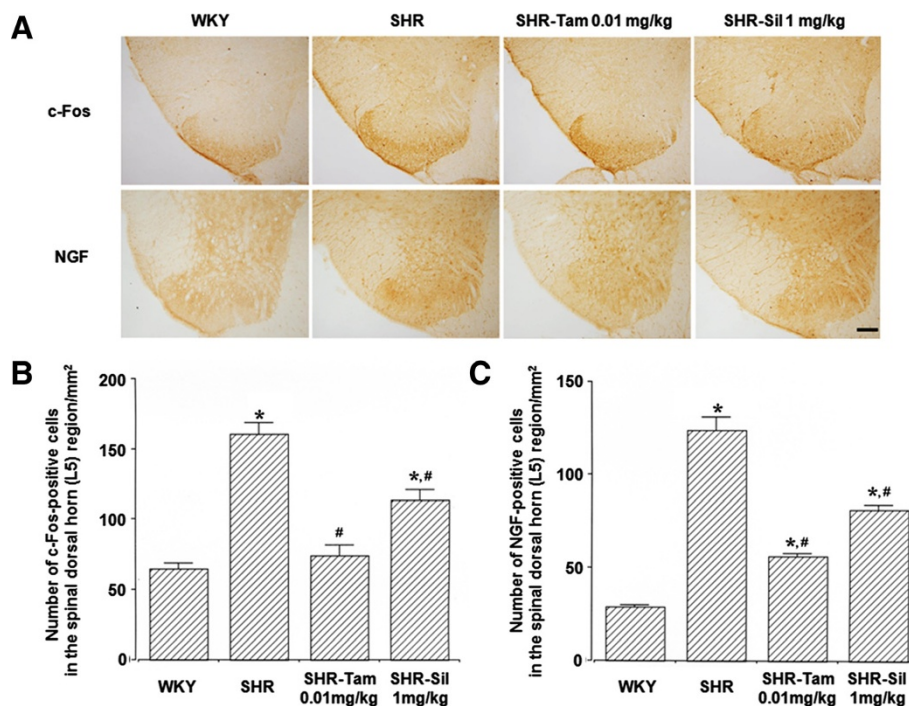 A
WKY
SHR
SHR-Tam 0.01 mg/kg
SHR-Sil 1 mg/kg
c-Fos
NGF
B
Number of c-Fos-positive cells
in the spinal dorsal horn (L5) region/mm²
200
150
100
50
0
*
#
*,#
WKY
SHR
SHR-Tam
0.01mg/kg
SHR-Sil
1mg/kg
C
Number of NGF-positive cells
in the spinal dorsal horn (L5) region/mm²
150
100
50
0
*
*,#
*,#
WKY
SHR
SHR-Tam
0.01mg/kg
SHR-Sil
1mg/kg